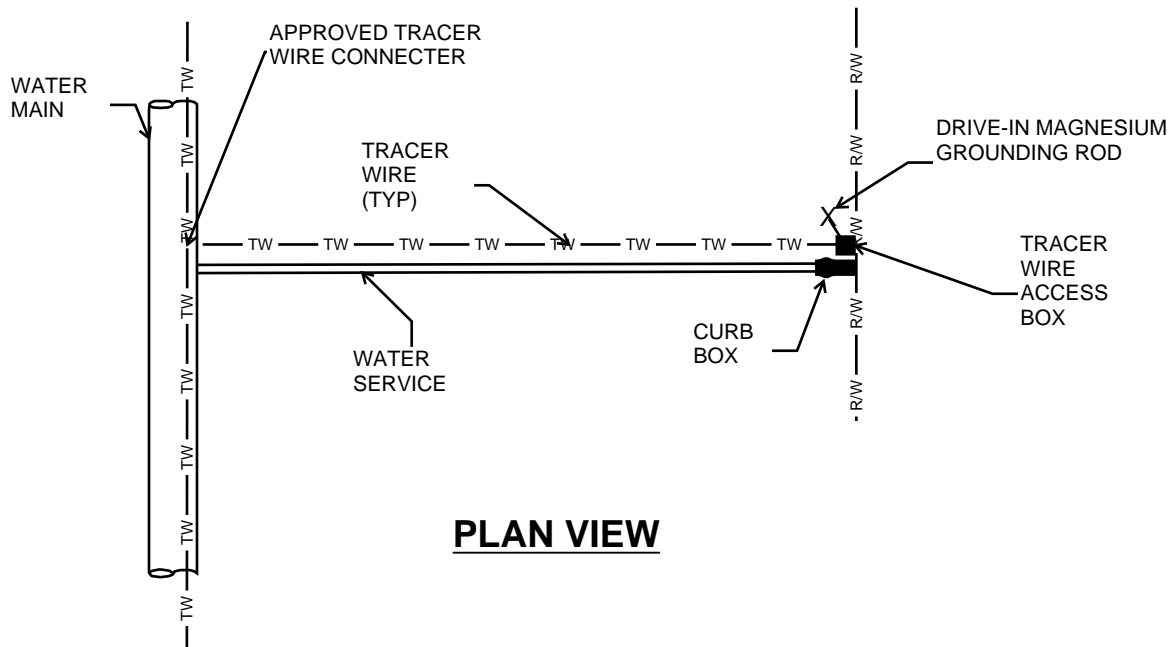 APPROVED TRACER
WIRE CONNECTER
WATER
MAIN
TRACER
WIRE
(TYP)
DRIVE-IN MAGNESIUM
GROUNDING ROD
TRACER
WIRE
ACCESS
BOX
CURB
BOX
WATER
SERVICE
TW
TW
TW
TW
TW
TW
TW
TW
TW TW TW TW TW TW TW TW
R/W
R/W
R/W
R/W
R/W
X
PLAN VIEW